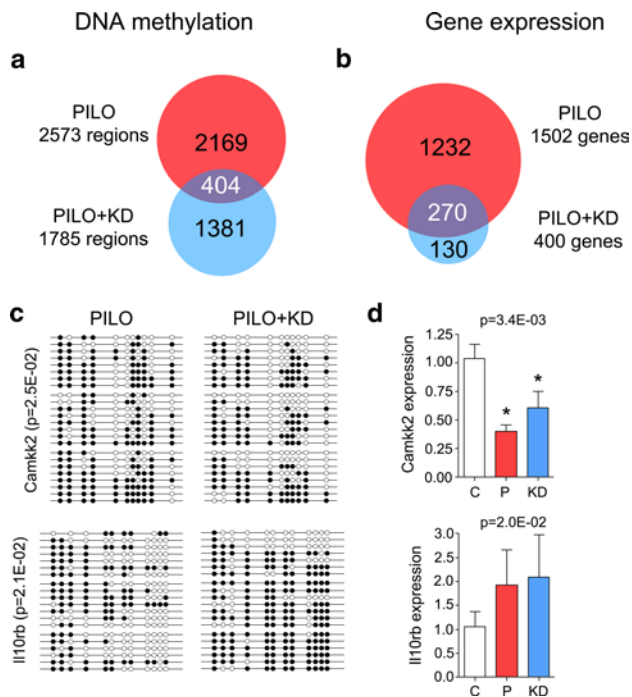 DNA methylation
Gene expression
a
b
PILO
2573 regions
2169
404
PILO+KD
1785 regions
1381
1232
PILO
1502 genes
270
PILO+KD
400 genes
130
c
PILO
PILO+KD
Camkk2 (p=2.5E-02)
Il10rb (p=2.1E-02)
d
p=3.4E-03
Camkk2 expression
1.25
1.00
0.75
0.50
0.25
0.00
*
*
C P KD
p=2.0E-02
Il10rb expression
3.0
2.5
2.0
1.5
1.0
0.5
0.0
C P KD